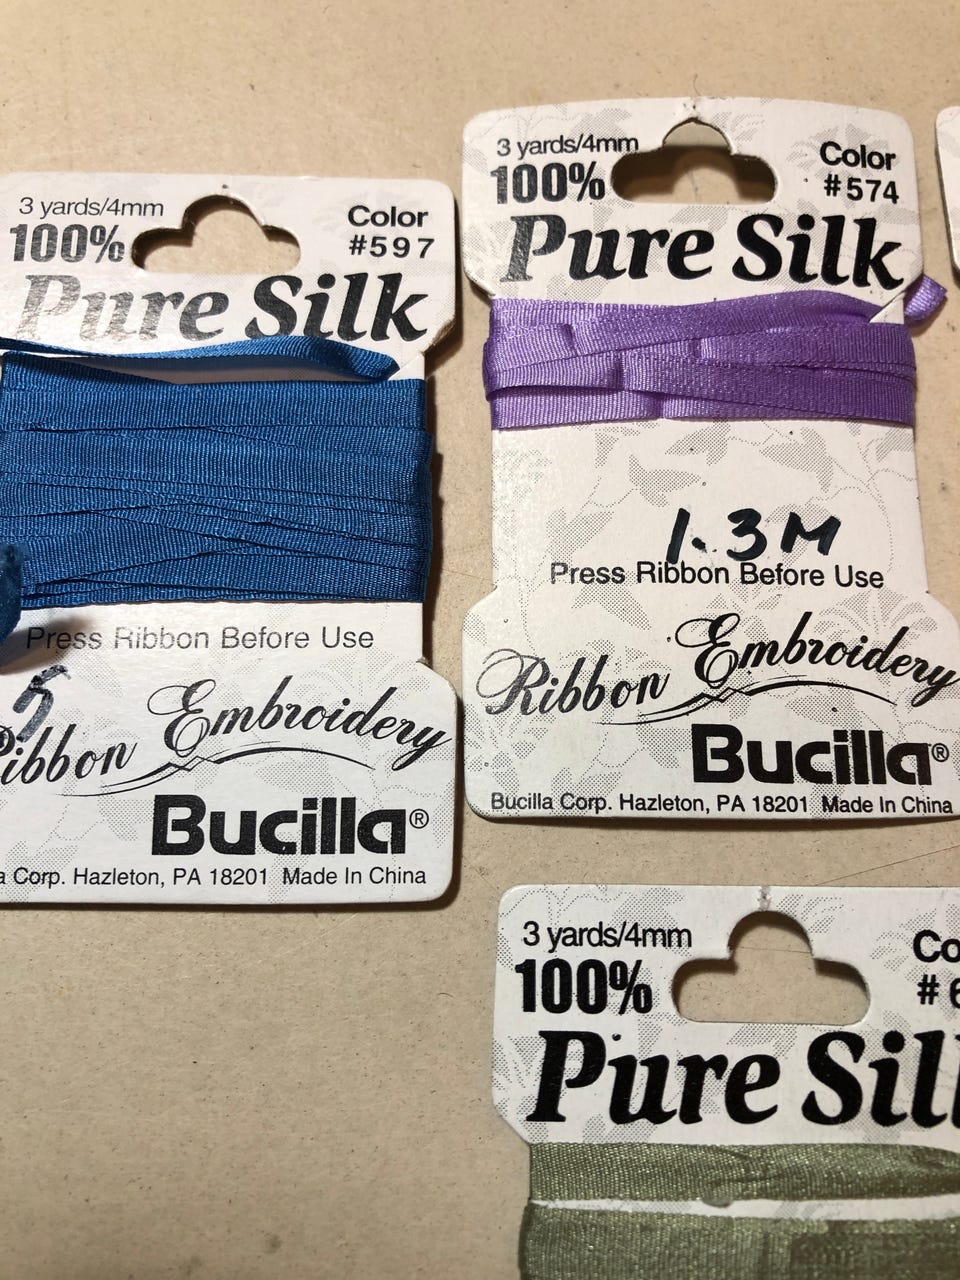 3 yards/4mm
100%
Color
#597
Pure Silk
Press Ribbon Before Use
5
Ribbon Embroidery
Bucilla®
Corp. Hazleton, PA 18201 Made In China
3 yards/4mm
100%
Color
#574
Pure Silk
1.3M
Press Ribbon Before Use
Ribbon Embroidery
Bucilla®
Bucilla Corp. Hazleton, PA 18201 Made In China
3 yards/4mm
100%
Pure